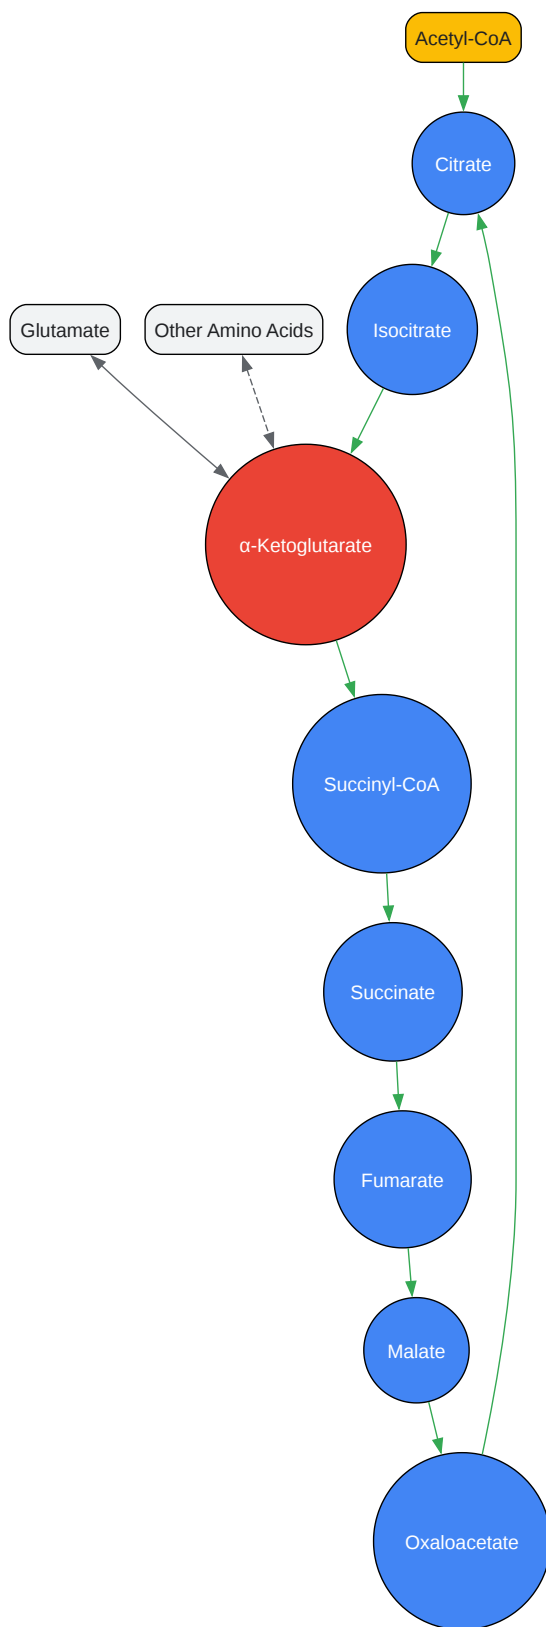 Acetyl-CoA
Citrate
Glutamate
Other Amino Acids
Isocitrate
α-Ketoglutarate
Succinyl-CoA
Succinate
Fumarate
Malate
Oxaloacetate